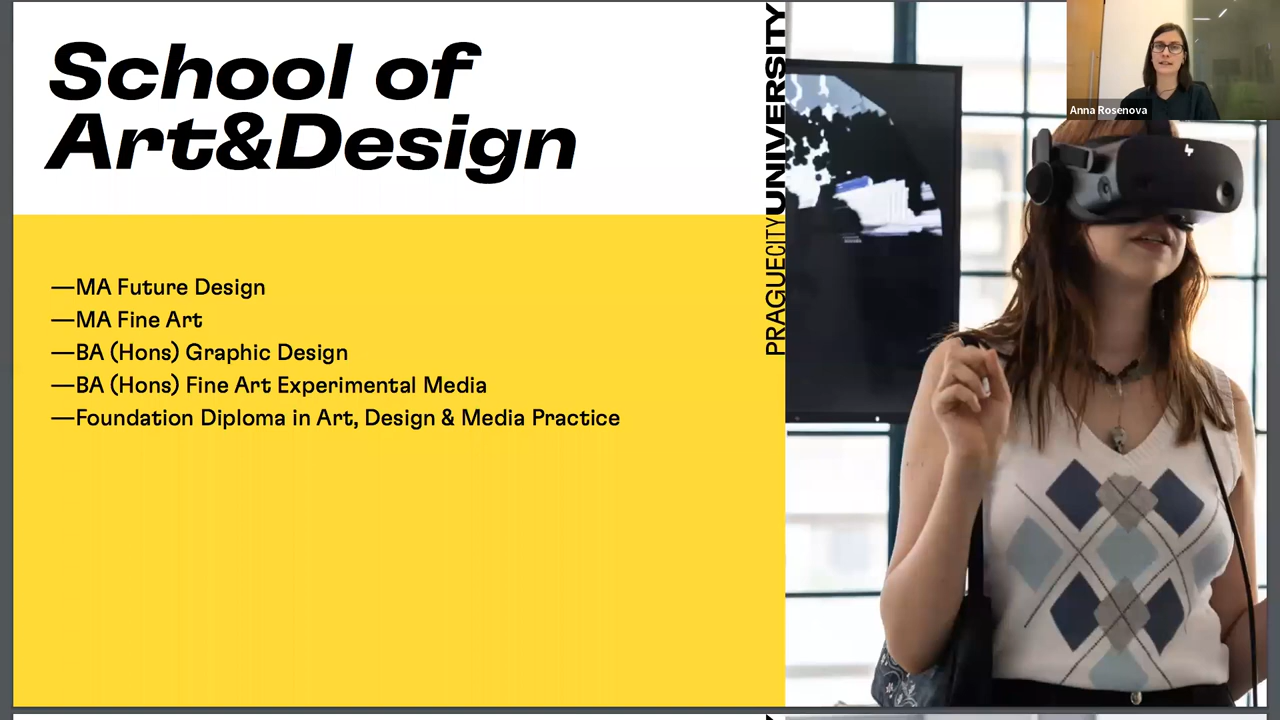 School of
Art&Design
PRAGUECITYUNIVERSITY
Anna Rosenova
—MA Future Design
—MA Fine Art
—BA (Hons) Graphic Design
—BA (Hons) Fine Art Experimental Media
—Foundation Diploma in Art, Design & Media Practice